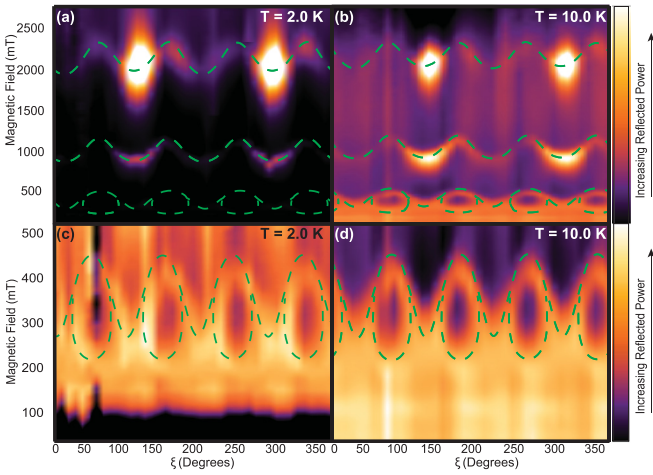 (a) T = 2.0 K (b) T = 10.0 K
Magnetic Field (mT)
2500
2000
1500
1000
500
Increasing Reflected Power
(c) T = 2.0 K (d) T = 10.0 K
Magnetic Field (mT)
500
400
300
200
100
Increasing Reflected Power
0 50 100 150 200 250 300 350 0 50 100 150 200 250 300 350
ξ (Degrees) ξ (Degrees)